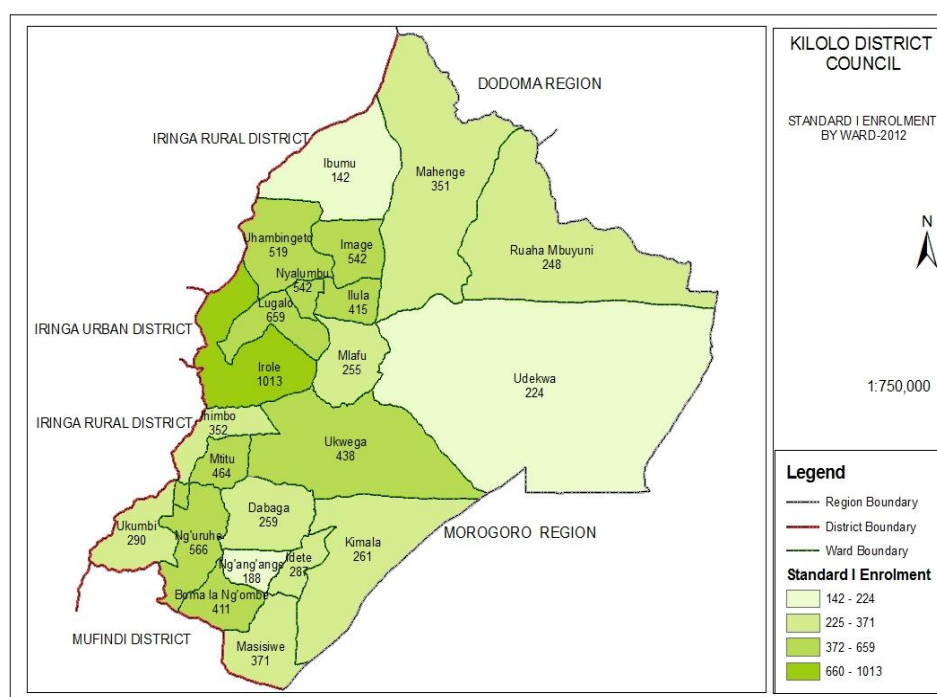 KILOLO DISTRICT
COUNCIL
STANDARD I ENROLMENT
BY WARD-2012
N
1:750,000
DODOMA REGION
IRINGA RURAL DISTRICT
Ibumu
142
Mahenge
351
Ruaha Mbuyuni
248
Uhambingeto
519
Image
542
Nyalumbu
542
Ilula
415
Lugalo
659
IRINGA URBAN DISTRICT
Irole
1013
Mlafu
255
Udekwa
224
IRINGA RURAL DISTRICT
352
Mtitu
464
Ukwega
438
Dabaga
259
Ukumbi
290
Ng'uruhe
566
MOROGORO REGION
Kimala
261
Idete
287
Ng'ang'ange
188
Boma la Ng'ombe
411
MUFINDI DISTRICT
Masisiwe
371
Legend
Region Boundary
District Boundary
Ward Boundary
Standard I Enrolment
142 - 224
225 - 371
372 - 659
660 - 1013